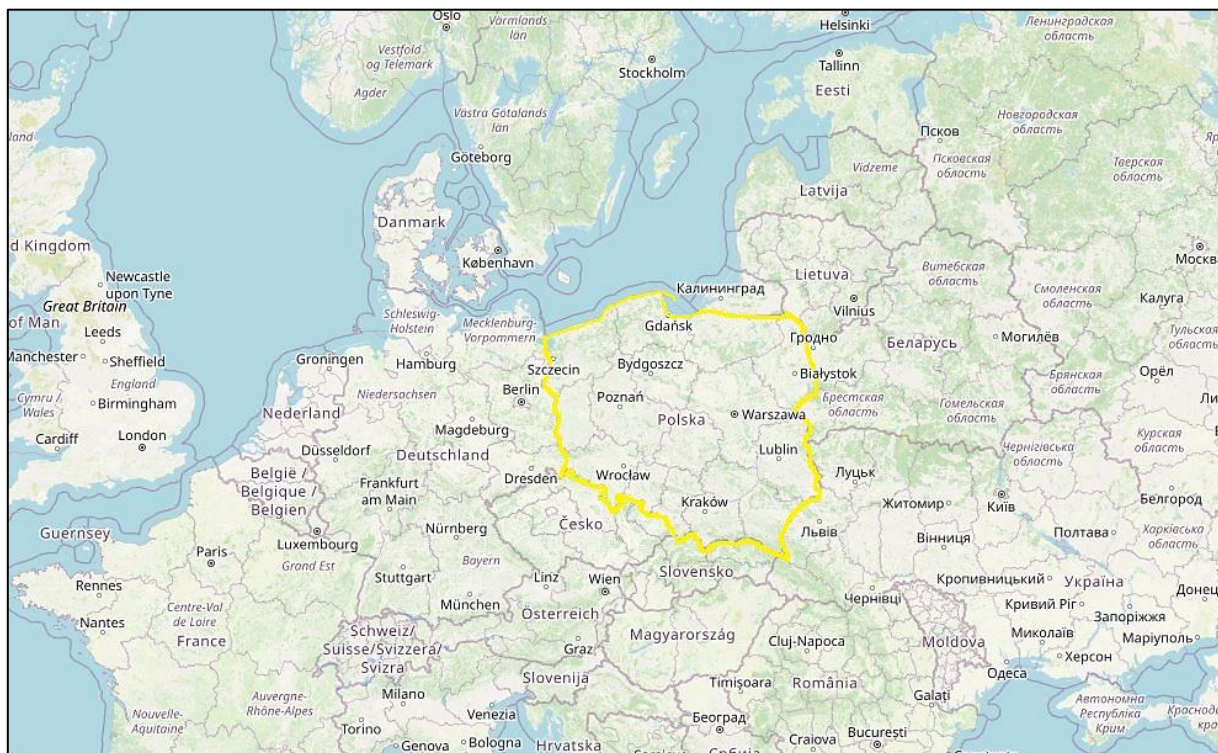 Oslo
Värmlands
län
Helsinki
Ленинградская
область
Vestfold
og Telemark
Stockholm
Tallinn
Agder
Västra Götalands
län
Eesti
Новгородская
область
Псков
Göteborg
Псковская
область
Тверская
область
Vidzeme
Latvija
Danmark
d Kingdom
København
Витебская
область
Москва
Newcastle
upon Tyne
Lietuva
Смоленская
область
Great Britain
of Man
Калининград
Vilnius
Калуга
Leeds
Schleswig-
Holstein
Mecklenburg-
Vorpommern
Gdańsk
Гродно
Могилёв
Тульская
область
Manchester
Sheffield
Groningen
Hamburg
Szczecin
Bydgoszcz
Białystok
Беларусь
Брянская
область
Орёл
England
Cymru /
Wales
Birmingham
Niedersachsen
Berlin
Poznań
Warszawa
Брестская
область
Гомельская
область
Nederland
Magdeburg
Polska
Cardiff
London
Düsseldorf
Deutschland
Lublin
Чернігівська
область
Курская
область
België /
Belgique /
Belgien
Dresden
Wrocław
Луцьк
Frankfurt
am Main
Kraków
Житомир
Київ
Белгород
Guernsey
Luxembourg
Nürnberg
Česko
Львів
Вінниця
Полтава
Харківська
область
Paris
Grand Est
Bayern
Slovensko
Rennes
Stuttgart
Linz
Wien
Кропивницький
Україна
Донец
Centre-Val
de Loire
München
Österreich
Чернівці
Кривий Ріг
Запоріжжя
Nantes
France
Schweiz/
Suisse/Svizzera/
Svizra
Graz
Magyarország
Cluj-Napoca
Moldova
Миколаїв
Маріуполь
Slovenija
Херсон
Auvergne-
Rhône-Alpes
Milano
Timișoara
România
Одеса
Nouvelle-
Aquitaine
Torino
Venezia
Београд
Galați
Автономна
Республіка
Крим
Genova
Bologna
Hrvatska
Craiova
București